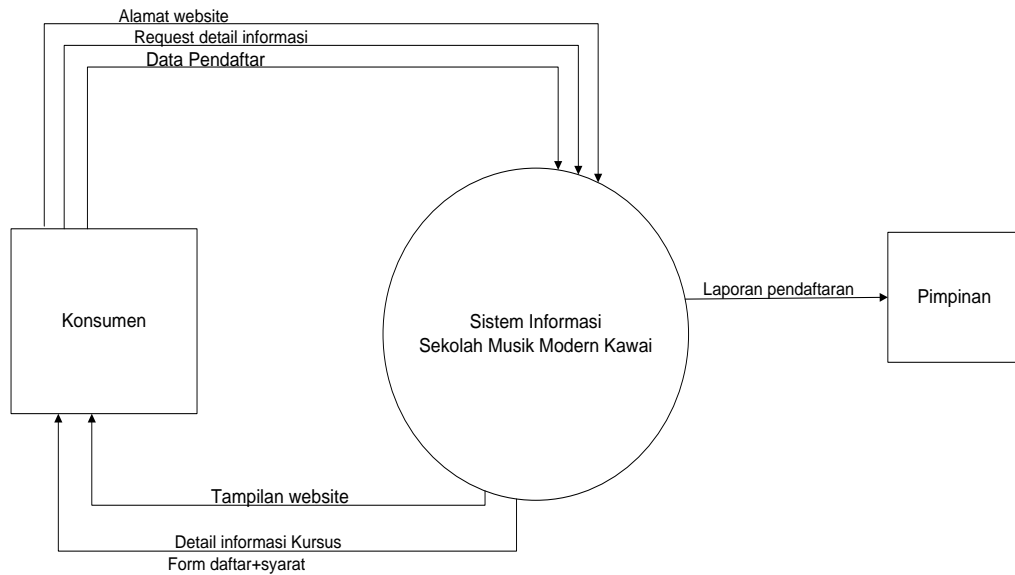 Alamat website
Request detail informasi
Data Pendaftar
Konsumen
Sistem Informasi
Sekolah Musik Modern Kawai
Laporan pendaftaran
Pimpinan
Tampilan website
Detail informasi Kursus
Form daftar+syarat